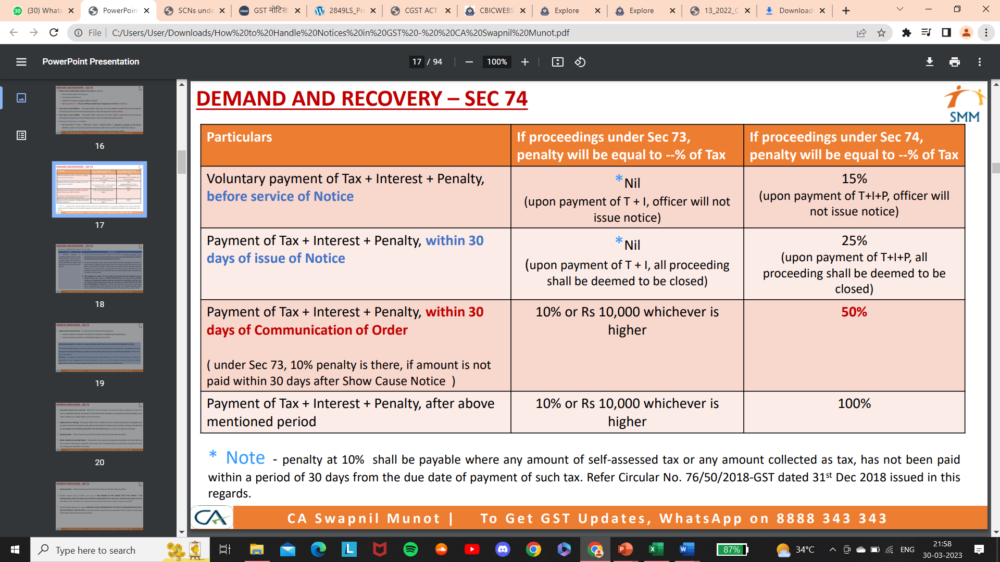 (30) Whats
PowerPoin
SCNs unde
GST नोटिस
2849LS_Pre
CGST ACT
CBICWEBS
Explore
Explore
13_2022_C
Download
File
C:/Users/User/Downloads/How%20to%20Handle%20Notices%20in%20GST%20-%20%20CA%20Swapnil%20Munot.pdf
PowerPoint Presentation
17 / 94
100%
16
17
18
19
20
DEMAND AND RECOVERY – SEC 74
SMM
Particulars
If proceedings under Sec 73,
penalty will be equal to --% of Tax
If proceedings under Sec 74,
penalty will be equal to --% of Tax
Voluntary payment of Tax + Interest + Penalty,
before service of Notice
*Nil
(upon payment of T + I, officer will not
issue notice)
15%
(upon payment of T+I+P, officer will
not issue notice)
Payment of Tax + Interest + Penalty, within 30
days of issue of Notice
*Nil
(upon payment of T + I, all proceeding
shall be deemed to be closed)
25%
(upon payment of T+I+P, all
proceeding shall be deemed to be
closed)
Payment of Tax + Interest + Penalty, within 30
days of Communication of Order
( under Sec 73, 10% penalty is there, if amount is not
paid within 30 days after Show Cause Notice )
10% or Rs 10,000 whichever is
higher
50%
Payment of Tax + Interest + Penalty, after above
mentioned period
10% or Rs 10,000 whichever is
higher
100%
* Note - penalty at 10% shall be payable where any amount of self-assessed tax or any amount collected as tax, has not been paid
within a period of 30 days from the due date of payment of such tax. Refer Circular No. 76/50/2018-GST dated 31st Dec 2018 issued in this
regards.
CA
CA Swapnil Munot | To Get GST Updates, WhatsApp on 8888 343 343
Type here to search
87%
34°C
ENG
21:58
30-03-2023